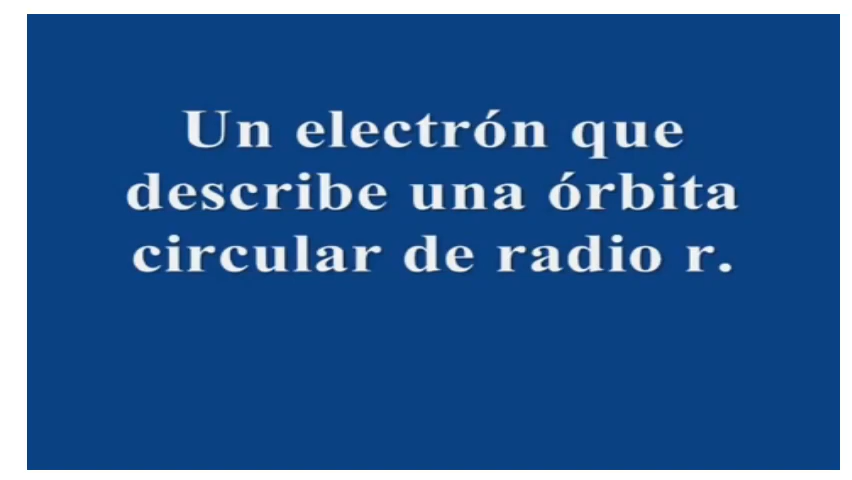 Un electrón que
describe una órbita
circular de radio r.